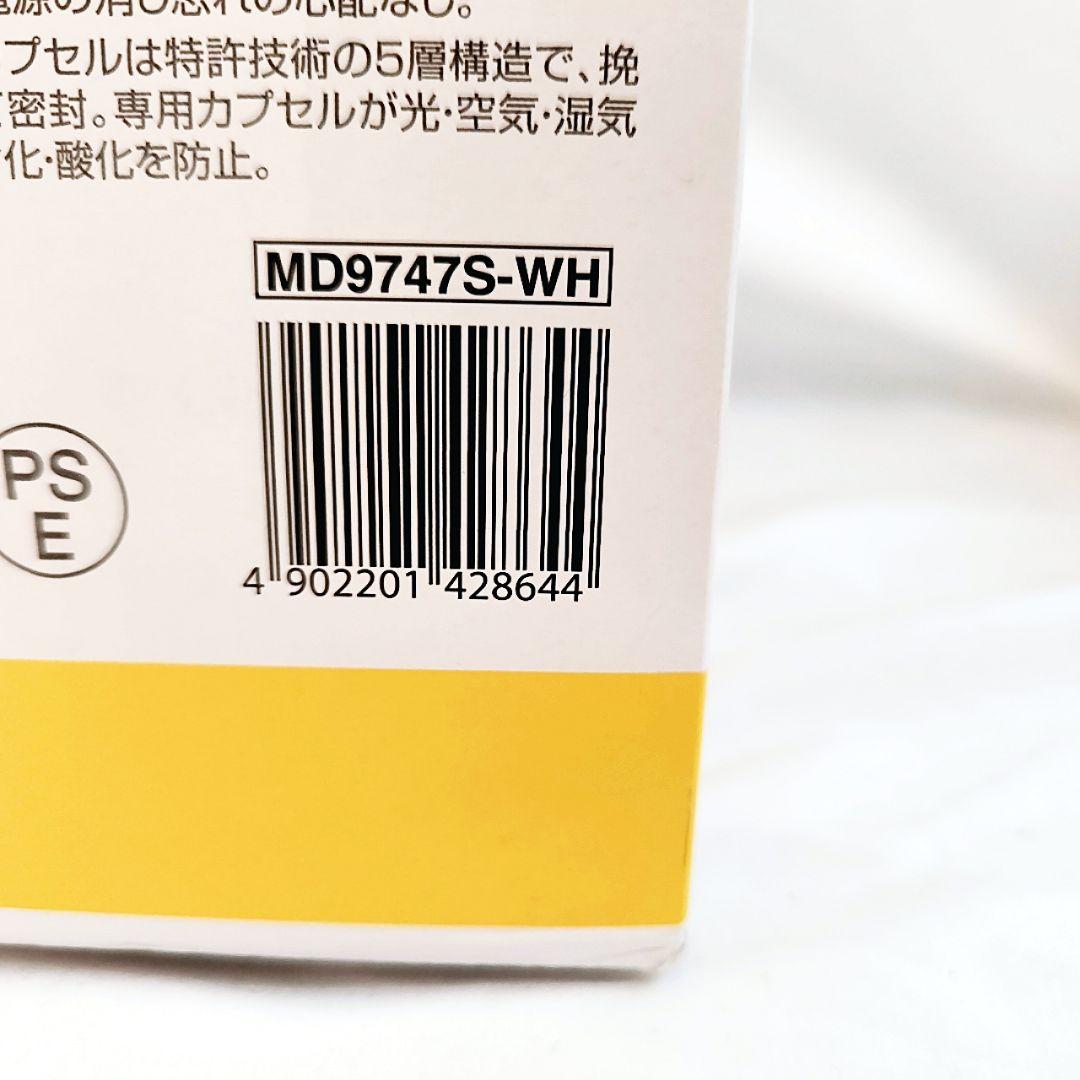 電源の消し忘れの心配なし。
プセルは特許技術の5層構造で、挽
て密封。専用カプセルが光・空気・湿気
化・酸化を防止。
MD9747S-WH
PS
E
4 902201 428644